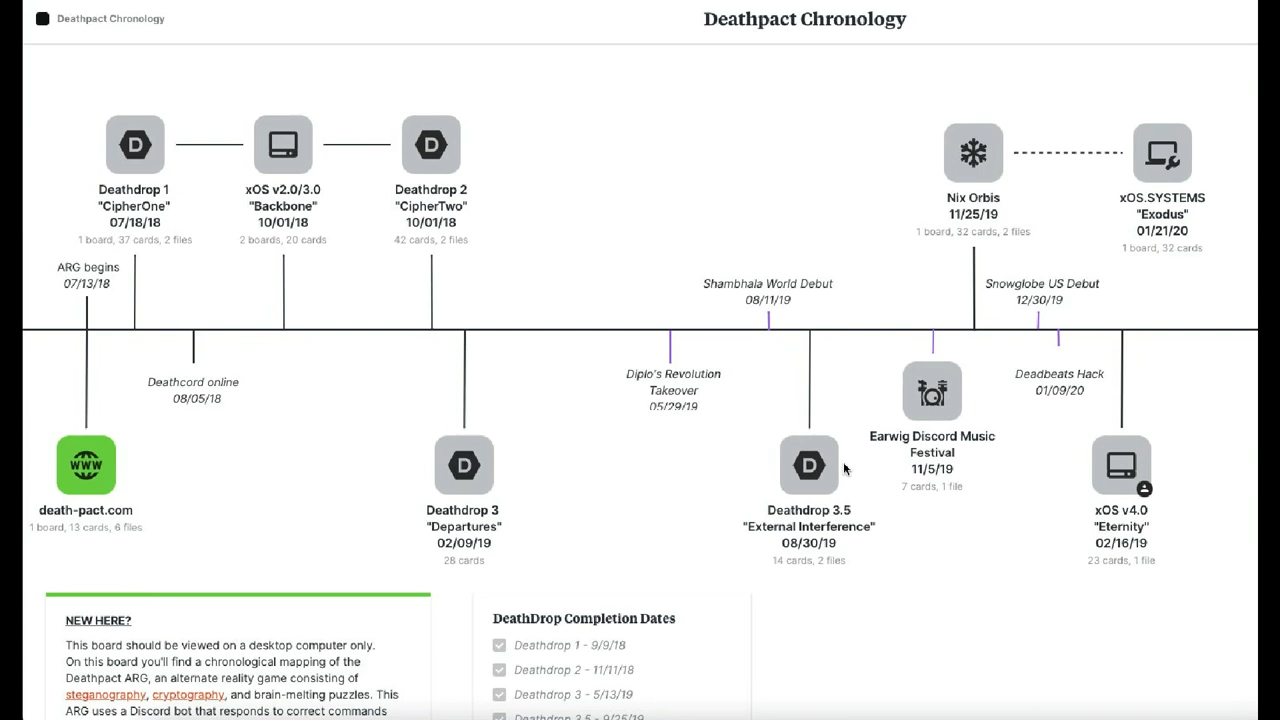 Deathpact Chronology
Deathpact Chronology
D
D
Deathdrop 1
"CipherOne"
07/18/18
1 board, 37 cards, 2 files
xOS v2.0/3.0
"Backbone"
10/01/18
2 boards, 20 cards
Deathdrop 2
"CipherTwo"
10/01/18
42 cards, 2 files
Nix Orbis
11/25/19
1 board, 32 cards, 2 files
xOS.SYSTEMS
"Exodus"
01/21/20
1 board, 32 cards
ARG begins
07/13/18
Shambhala World Debut
08/11/19
Snowglobe US Debut
12/30/19
Deathcord online
08/05/18
Diplo's Revolution
Takeover
05/29/19
Deadbeats Hack
01/09/20
WWW
death-pact.com
1 board, 13 cards, 6 files
D
Deathdrop 3
"Departures"
02/09/19
28 cards
D
Deathdrop 3.5
"External Interference"
08/30/19
14 cards, 2 files
Earwig Discord Music
Festival
11/5/19
7 cards, 1 file
xOS v4.0
"Eternity"
02/16/19
23 cards, 1 file
NEW HERE?
This board should be viewed on a desktop computer only.
On this board you'll find a chronological mapping of the
Deathpact ARG, an alternate reality game consisting of
steganography, cryptography, and brain-melting puzzles. This
ARG uses a Discord bot that responds to correct commands
DeathDrop Completion Dates
Deathdrop 1 - 9/9/18
Deathdrop 2 - 11/11/18
Deathdrop 3 - 5/13/19
Deathdrop 3.5 - 9/25/19